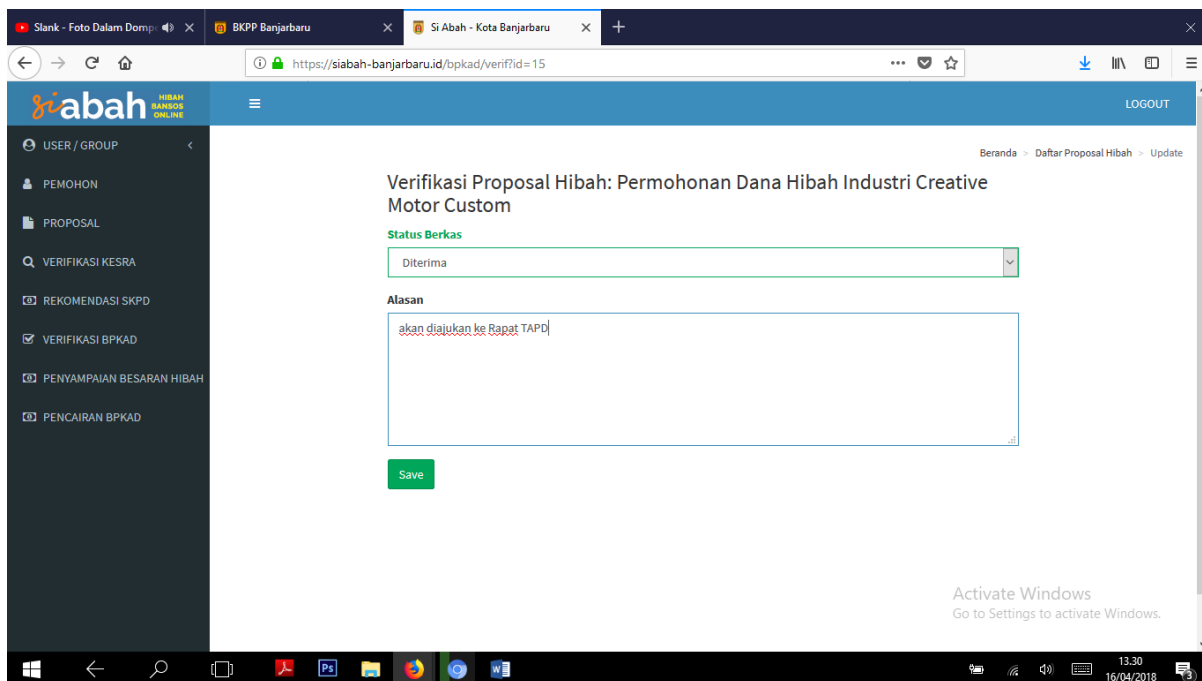 Slank - Foto Dalam Domp
BKPP Banjarbaru
Si Abah - Kota Banjarbaru
https://siabah-banjarbaru.id/bpkad/verif?id=15
siabah HIBAH BANSOS ONLINE
LOGOUT
USER / GROUP
PEMOHON
PROPOSAL
VERIFIKASI KESRA
REKOMENDASI SKPD
VERIFIKASI BPKAD
PENYAMPAIAN BESARAN HIBAH
PENCAIRAN BPKAD
Beranda > Daftar Proposal Hibah > Update
Verifikasi Proposal Hibah: Permohonan Dana Hibah Industri Creative
Motor Custom
Status Berkas
Diterima
Alasan
akan diajukan ke Rapat TAPD
Save
Activate Windows
Go to Settings to activate Windows.
Ps
13.30
16/04/2018
3